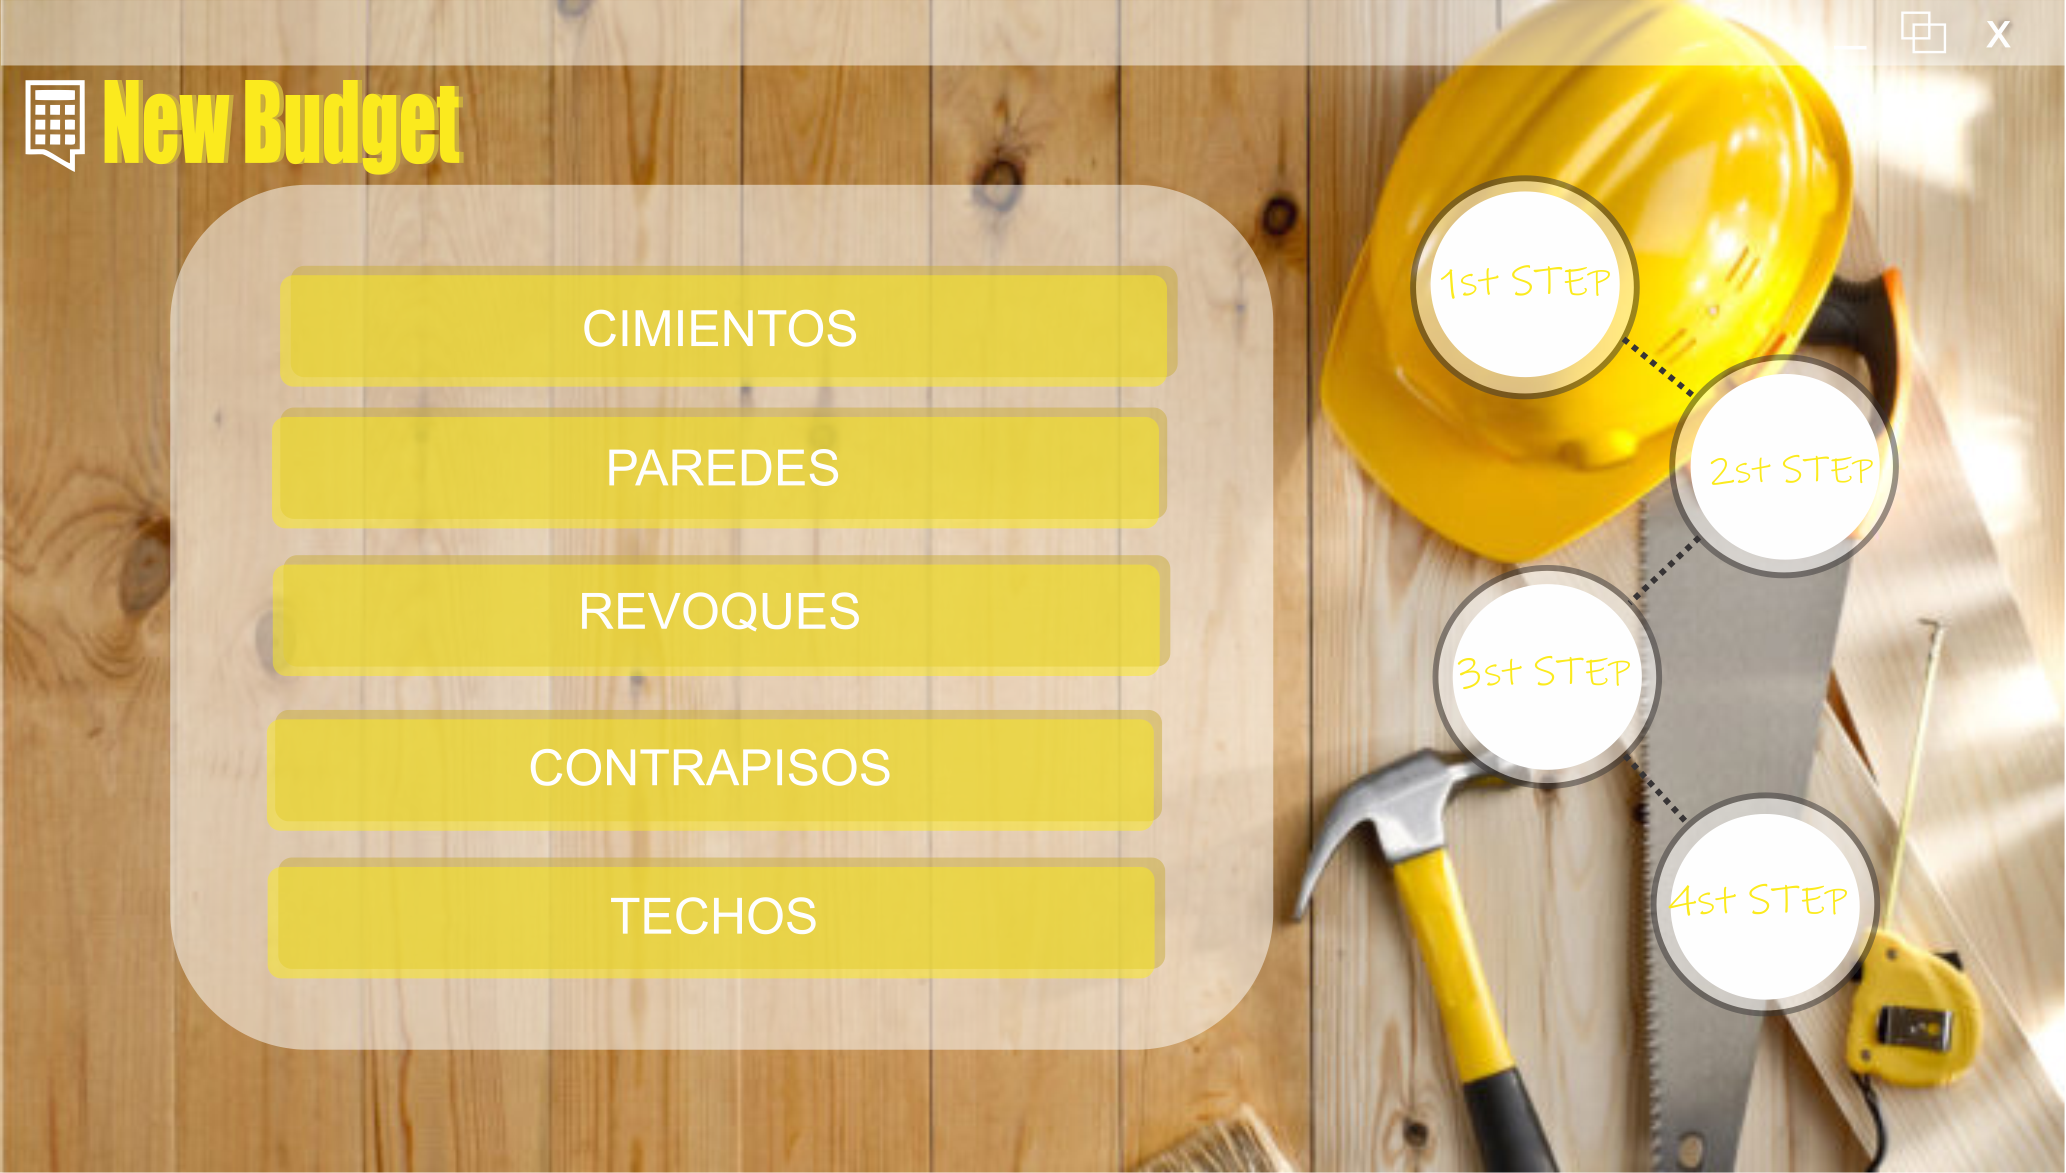 X
New Budget
CIMIENTOS
PAREDES
REVOQUES
CONTRAPISOS
TECHOS
1st STEP
2st STEP
3st STEP
4st STEP